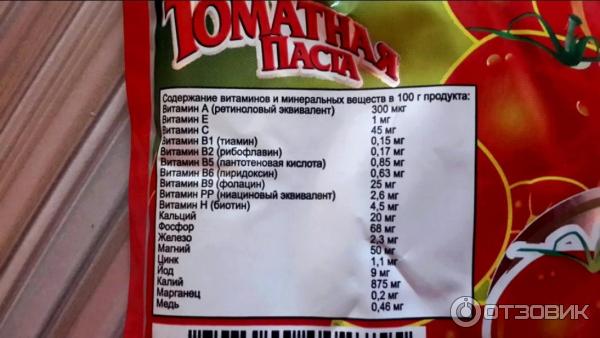 ТОМАТНАЯ
ПАСТА
Содержание витаминов и минеральных веществ в 100 г продукта:
Витамин А (ретиноловый эквивалент) 300 мкг
Витамин Е 1 мг
Витамин С 45 мг
Витамин В1 (тиамин) 0,15 мг
Витамин В2 (рибофлавин) 0,17 мг
Витамин В5 (пантотеновая кислота) 0,85 мг
Витамин В6 (пиридоксин) 0,63 мг
Витамин В9 (фолацин) 25 мг
Витамин РР (ниациновый эквивалент) 2,6 мг
Витамин Н (биотин) 4,5 мг
Кальций 20 мг
Фосфор 68 мг
Железо 2,3 мг
Магний 50 мг
Цинк 1,1 мг
Йод 9 мг
Калий 875 мг
Марганец 0,2 мг
Медь 0,46 мг
ОТЗОВИК